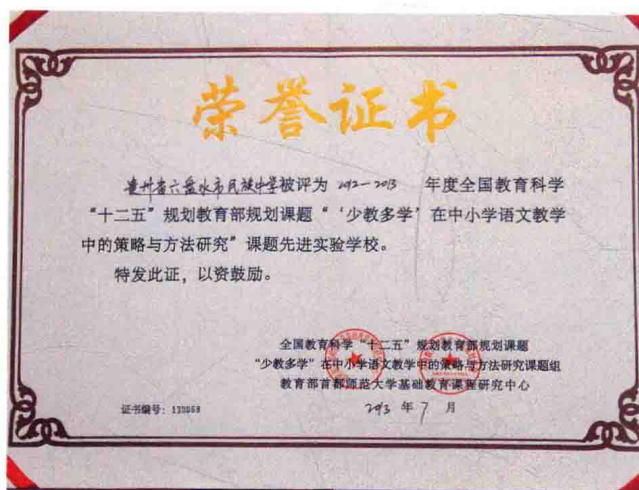 荣誉证书
贵州省六盘水市民族中学被评为 2012—2013 年度全国教育科学
“十二五”规划教育部规划课题“‘少教多学’在中小学语文教学
中的策略与方法研究”课题先进实验学校。
特发此证，以资鼓励。
全国教育科学“十二五”规划教育部规划课题
“少教多学”在中小学语文教学中的策略与方法研究课题组
教育部首都师范大学基础教育课程研究中心
证书编号：130068
2013 年 7 月